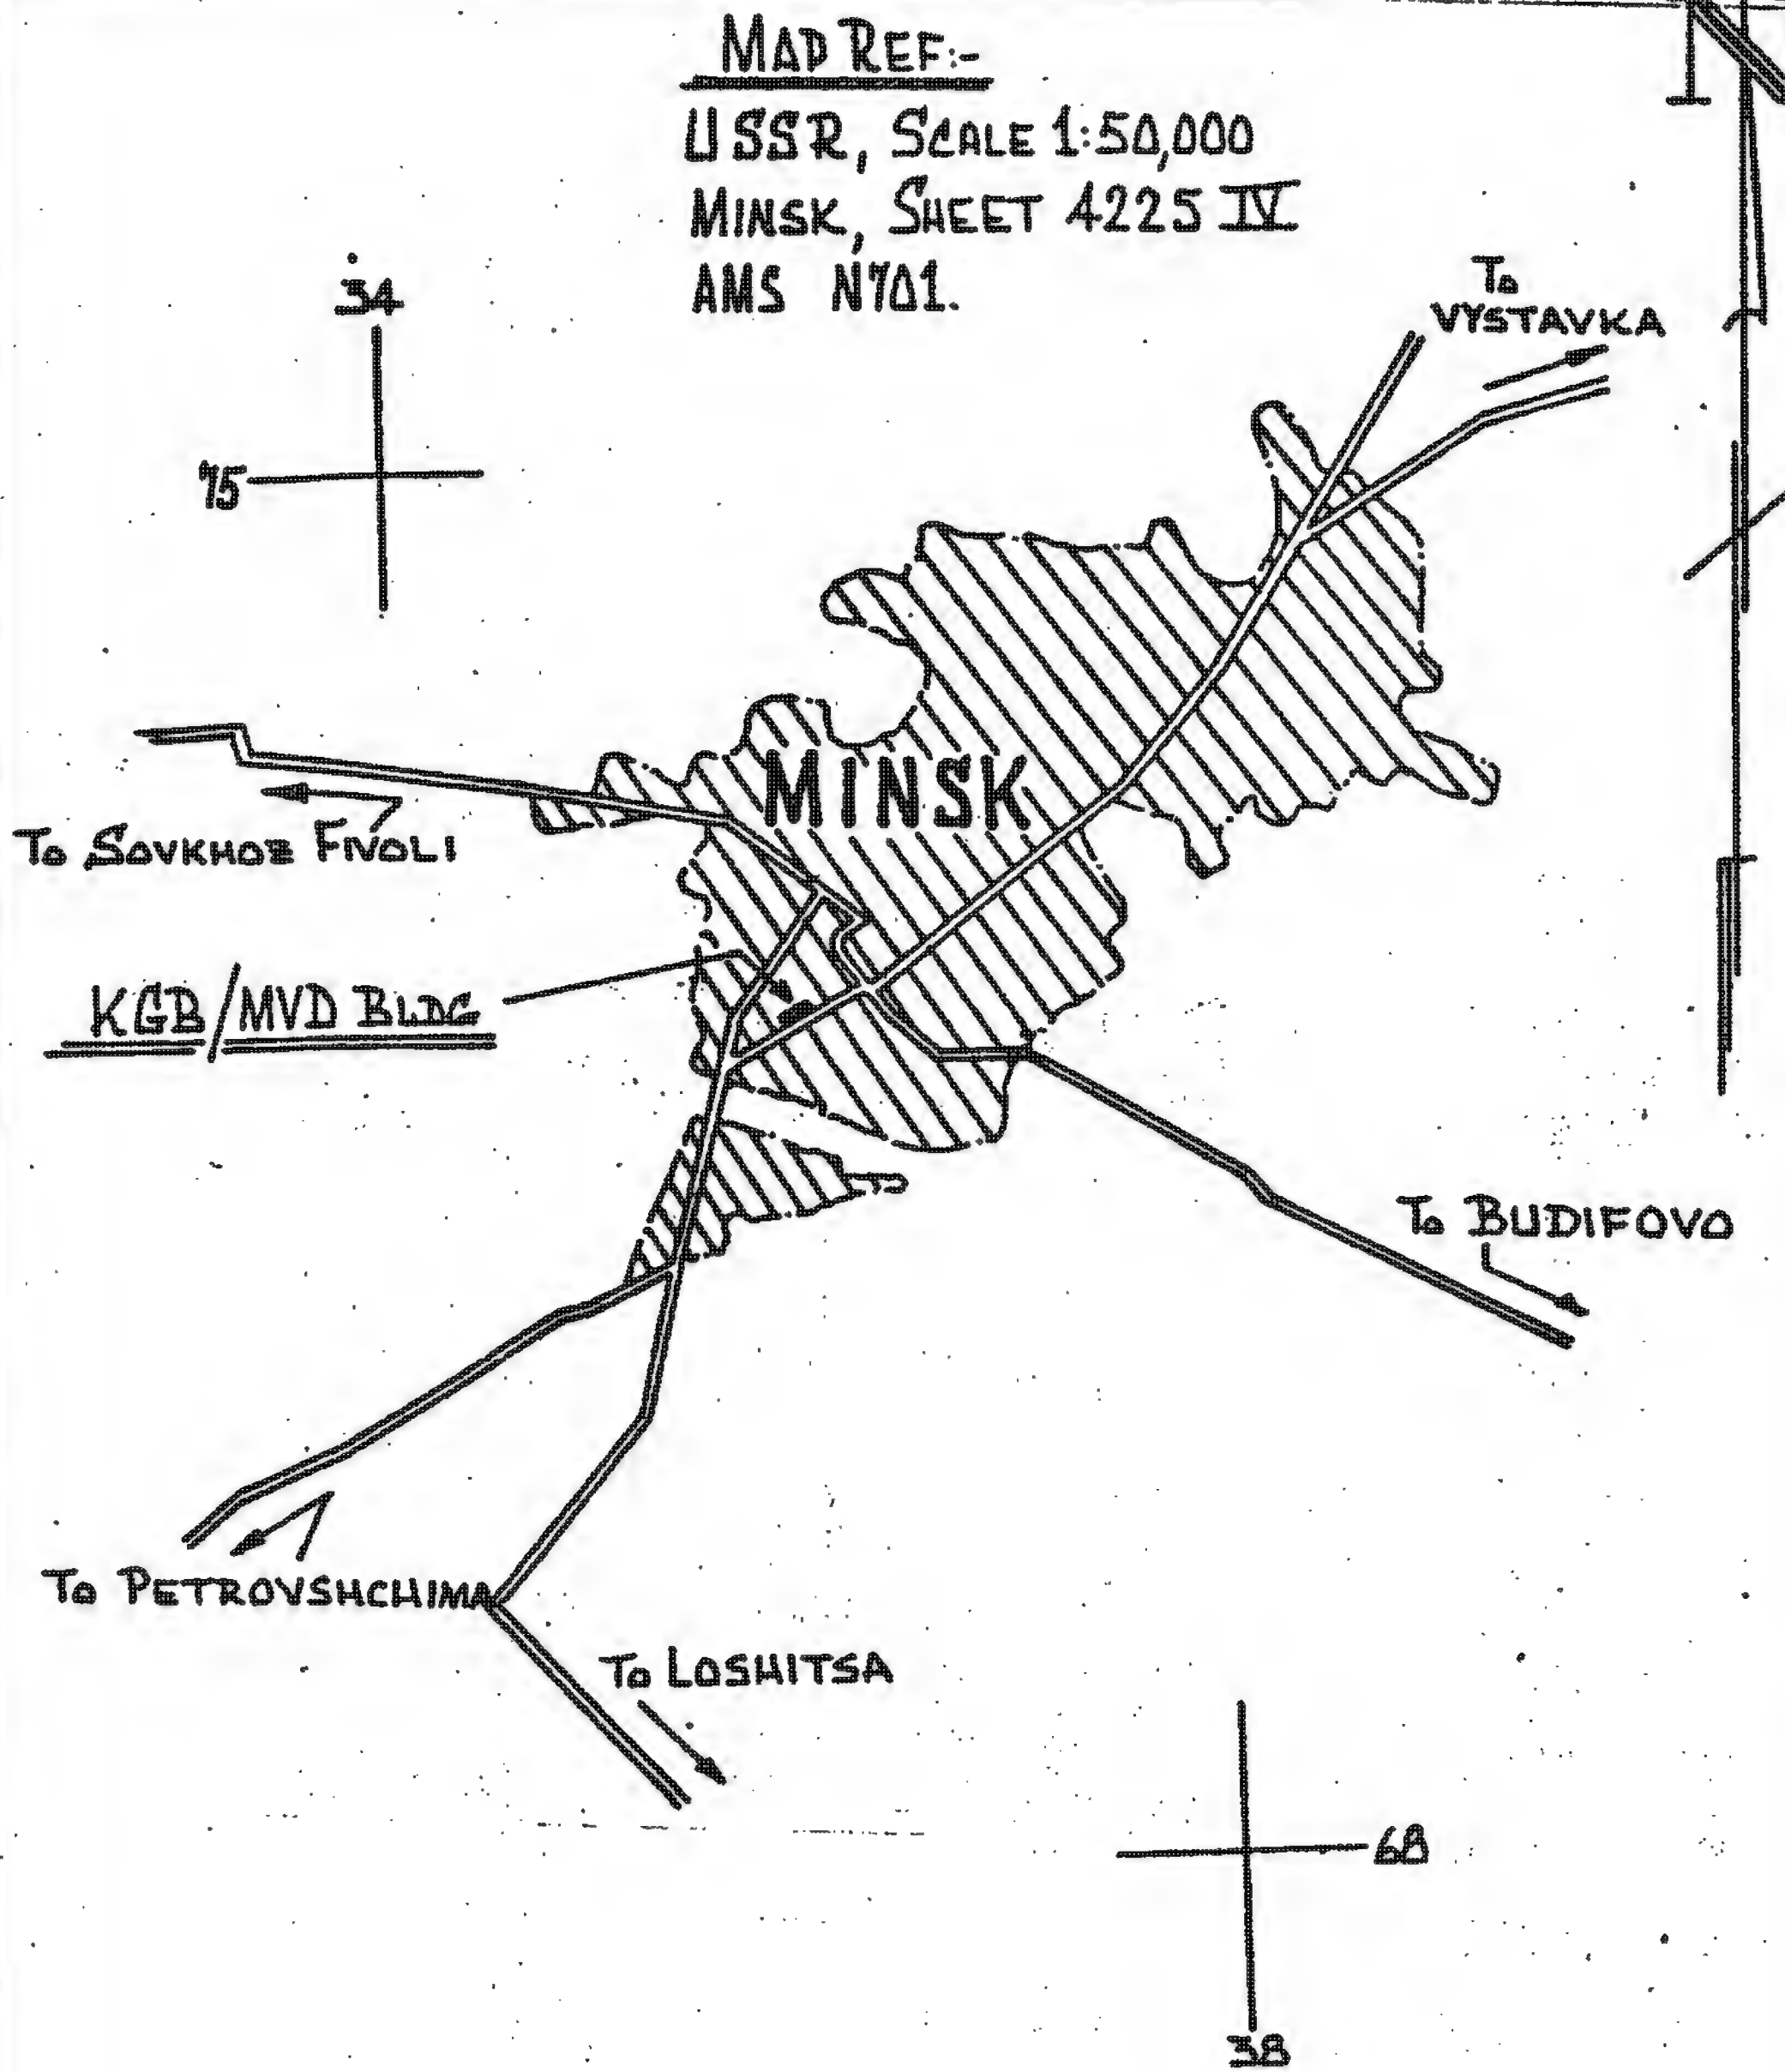 MAP REF:-
USSR, SCALE 1:50,000
MINSK, SHEET 4225 IV
AMS N701.
34
75
To
VYSTAVKA
MINSK
To SOVKHOZ FIVOLI
KGB/MVD BLDG
To BUDIFOVO
To PETROVSHCHIMA
To LOSHITSA
68
38